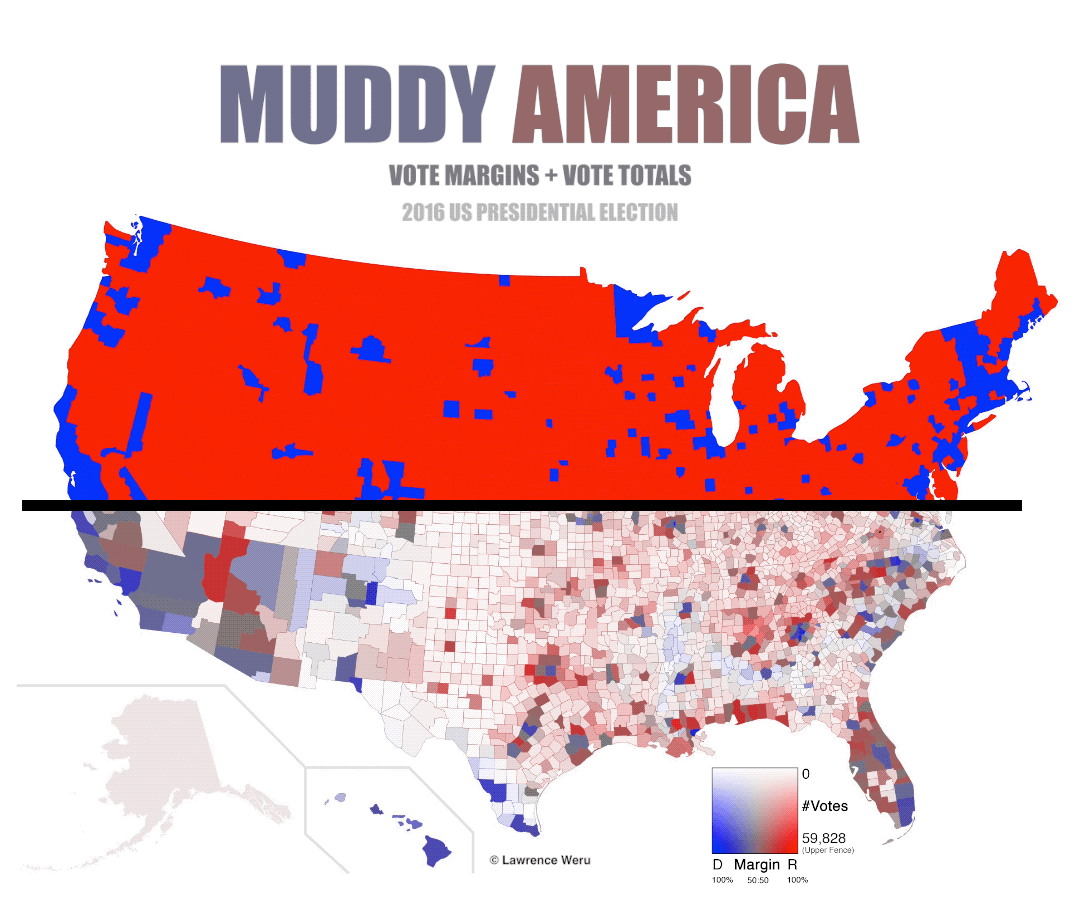 MUDDY AMERICA
VOTE MARGINS + VOTE TOTALS
2016 US PRESIDENTIAL ELECTION
0
#Votes
59,828
(Upper Fence)
D Margin R
100% 50:50 100%
© Lawrence Weru